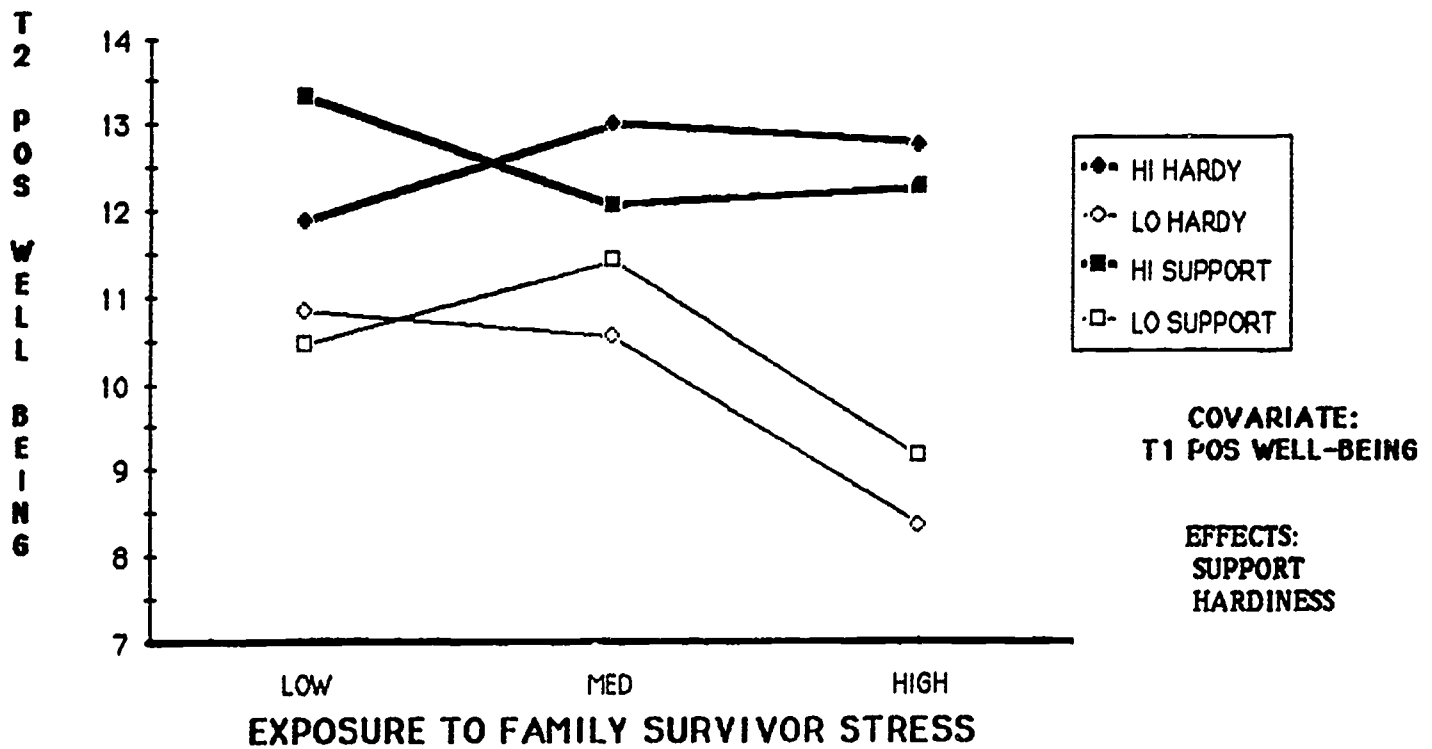 T2 POS WELL BEING
14
13
12
11
10
9
8
7
LOW MED HIGH
EXPOSURE TO FAMILY SURVIVOR STRESS
HI HARDY
LO HARDY
HI SUPPORT
LO SUPPORT
COVARIATE:
T1 POS WELL-BEING
EFFECTS:
SUPPORT
HARDINESS